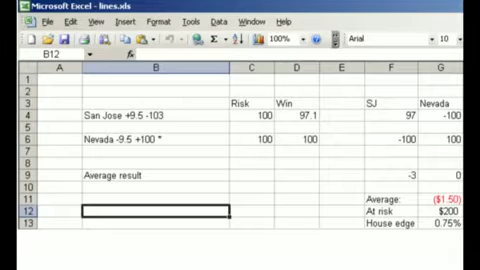 Microsoft Excel - lines.xls
File Edit View Insert Format Tools Data Window Help
100% Arial 10
B12 fx
A B C D E F G
1
2
3 Risk Win SJ Nevada
4 San Jose +9.5 -103 100 97.1 97 -100
5
6 Nevada -9.5 +100 * 100 100 -100 100
7
8
9 Average result -3 0
10
11 Average: ($1.50)
12 At risk $200
13 House edge 0.75%